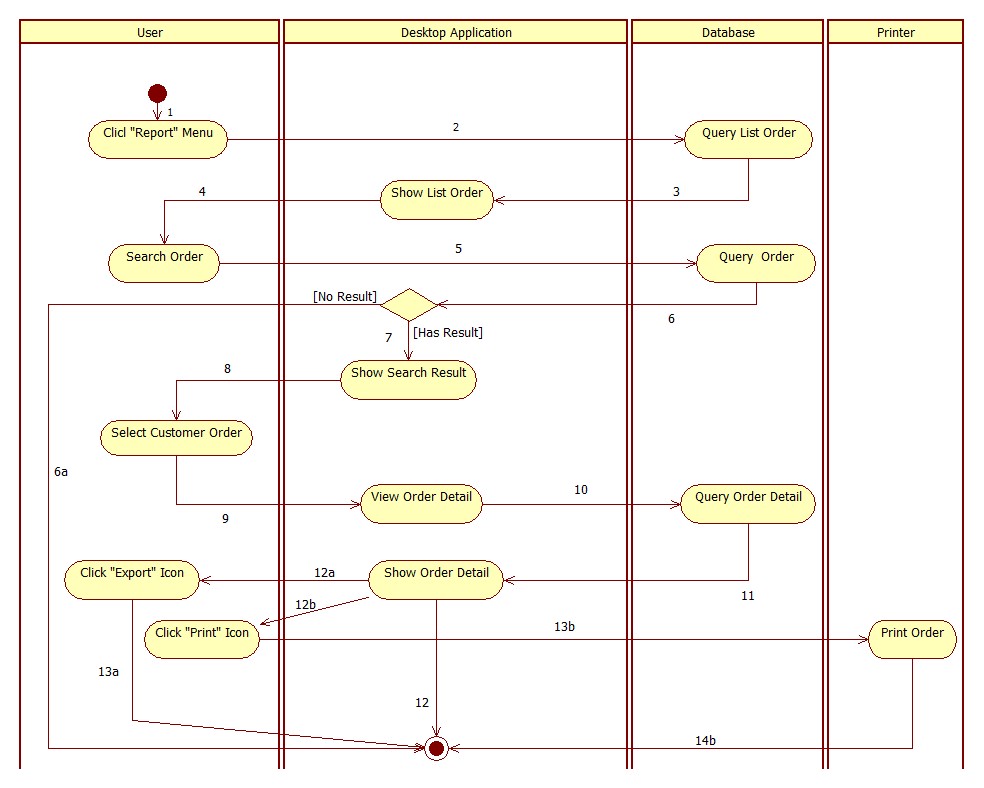 User
Desktop Application
Database
Printer
1
Clicl "Report" Menu
2
Query List Order
Show List Order
4
3
Search Order
5
Query  Order
[No Result]
6
7
[Has Result]
Show Search Result
8
Select Customer Order
6a
View Order Detail
10
Query Order Detail
9
Click "Export" Icon
12a
Show Order Detail
11
12b
Click "Print" Icon
13b
Print Order
13a
12
14b